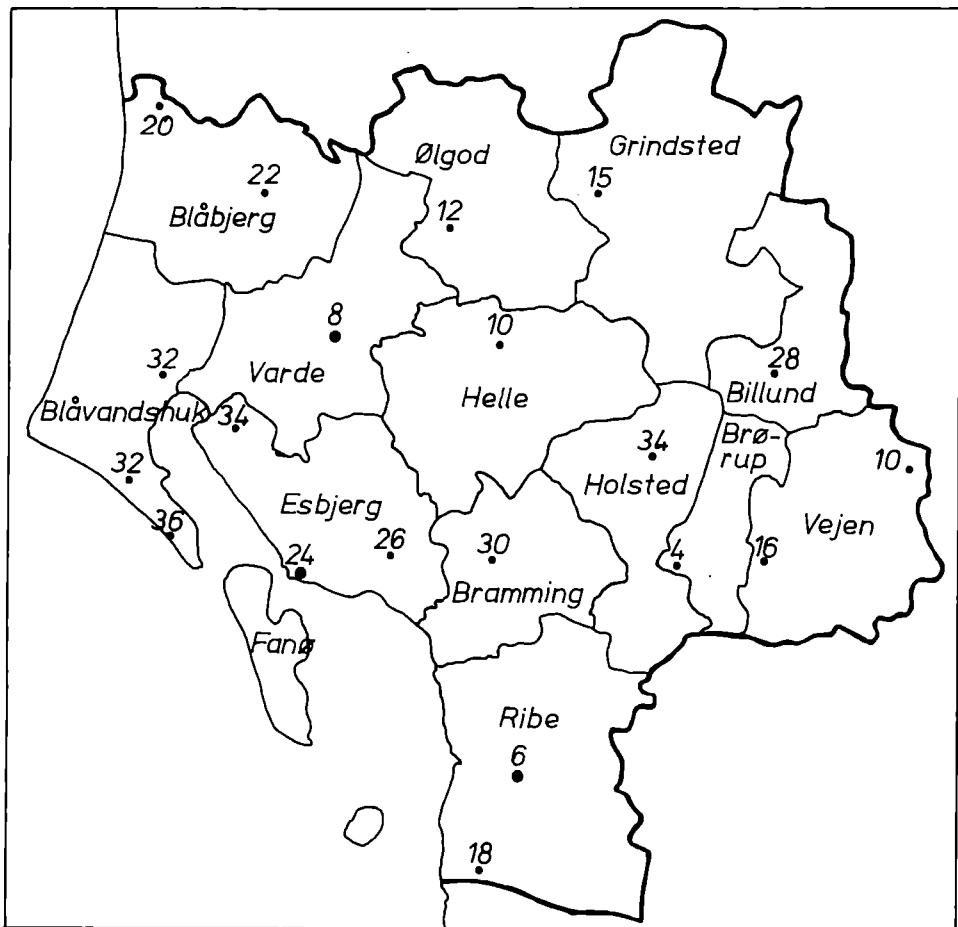 20
22
Blåbjerg
Ølgod
12
Grindsted
15
8
Varde
10
Helle
28
Billund
32
Blåvandshuk
34
32
36
Esbjerg
24
26
34
Holsted
Brø-
rup
10
Vejen
30
Bramming
4
16
Fanø
Ribe
6
18